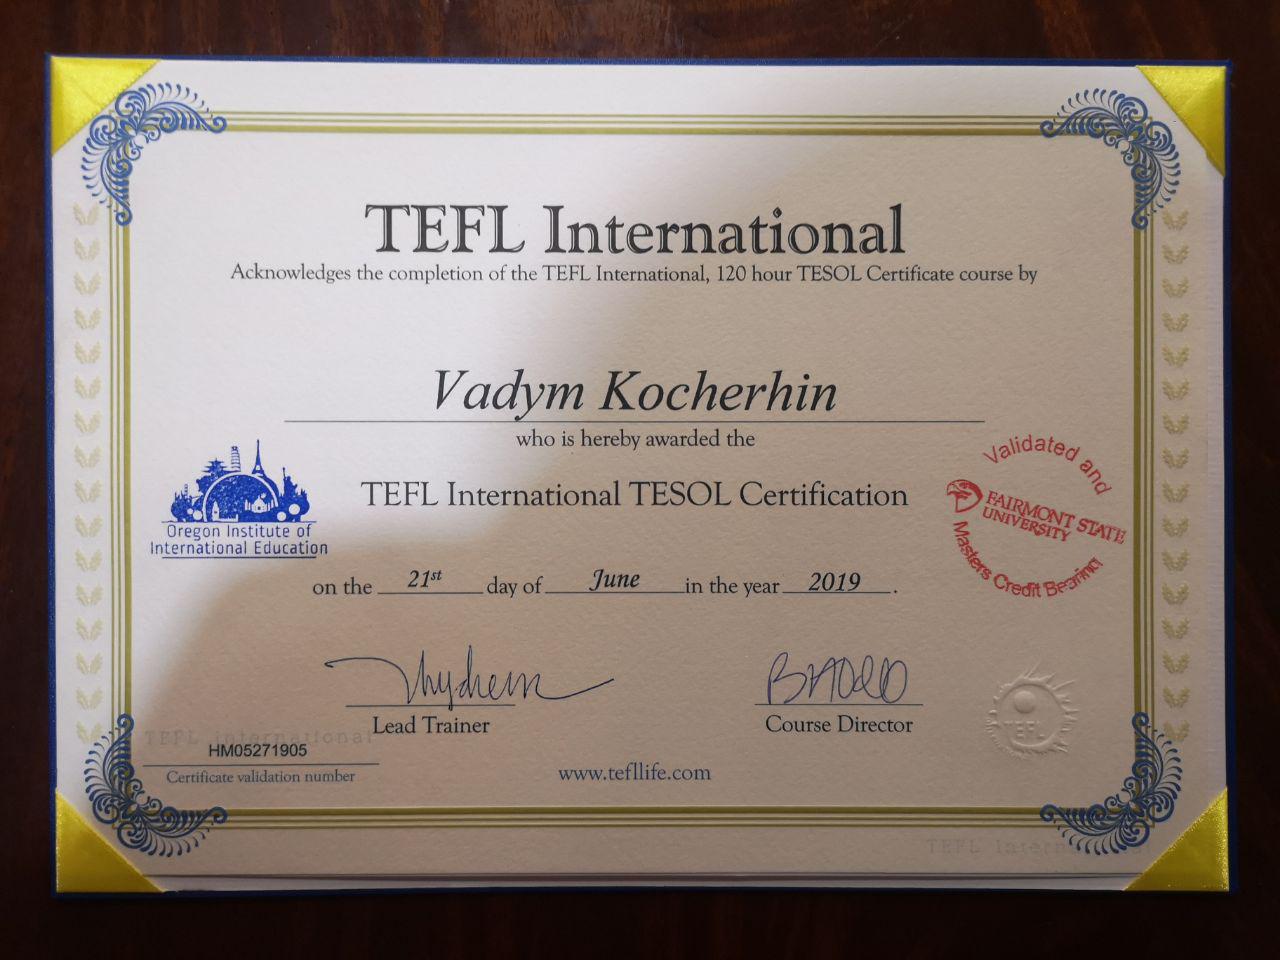 TEFL International
Acknowledges the completion of the TEFL International, 120 hour TESOL Certificate course by
Vadym Kocherhin
who is hereby awarded the
TEFL International TESOL Certification
on the 21st day of June in the year 2019.
Oregon Institute of
International Education
Validated and
FAIRMONT STATE
UNIVERSITY
Masters Credit Bearing
Lead Trainer
Course Director
TEFL
TEFL International
HM05271905
Certificate validation number
www.tefllife.com
TEFL International